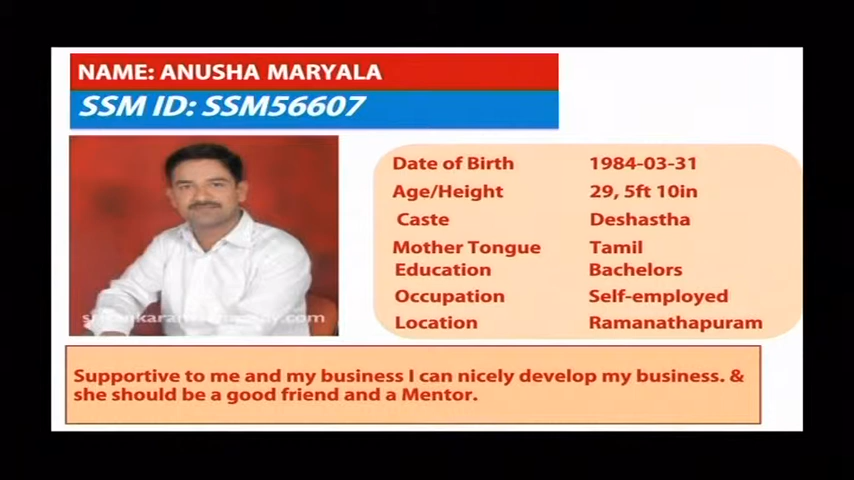 NAME: ANUSHA MARYALA
SSM ID: SSM56607
Date of Birth 1984-03-31
Age/Height 29, 5ft 10in
Caste Deshastha
Mother Tongue Tamil
Education Bachelors
Occupation Self-employed
Location Ramanathapuram
Supportive to me and my business I can nicely develop my business. &
she should be a good friend and a Mentor.